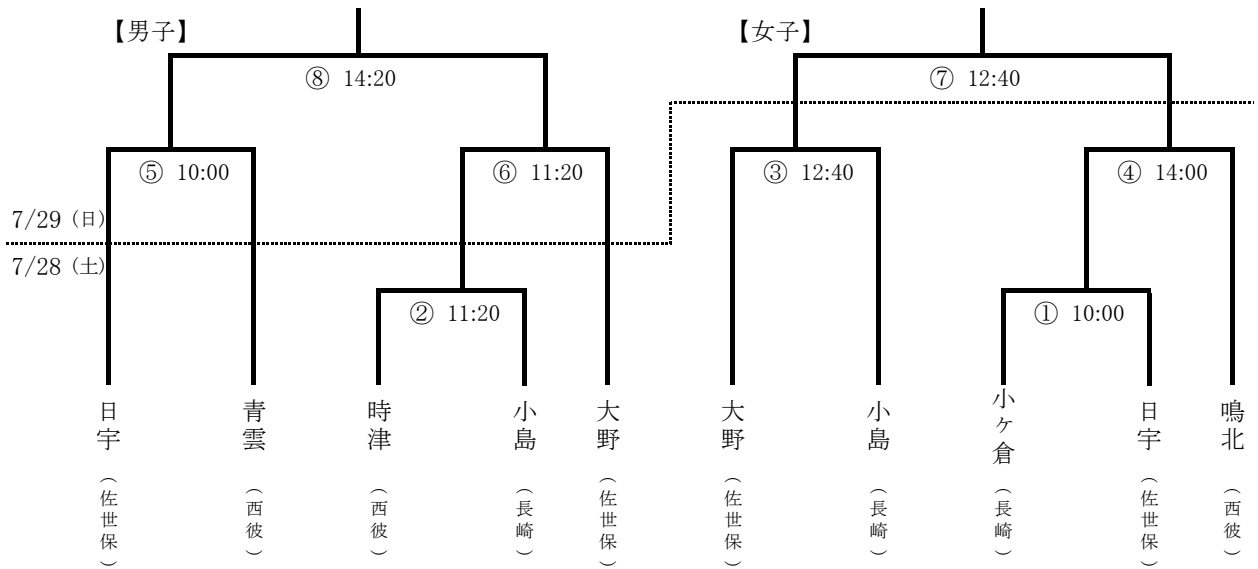 【男子】
【女子】
⑧ 14:20
⑦ 12:40
⑤ 10:00
⑥ 11:20
③ 12:40
④ 14:00
7/29 (日)
7/28 (土)
② 11:20
① 10:00
日宇（佐世保）
青雲（西彼）
時津（西彼）
小島（長崎）
大野（佐世保）
大野（佐世保）
小島（長崎）
小ヶ倉（長崎）
日宇（佐世保）
鳴北（西彼）